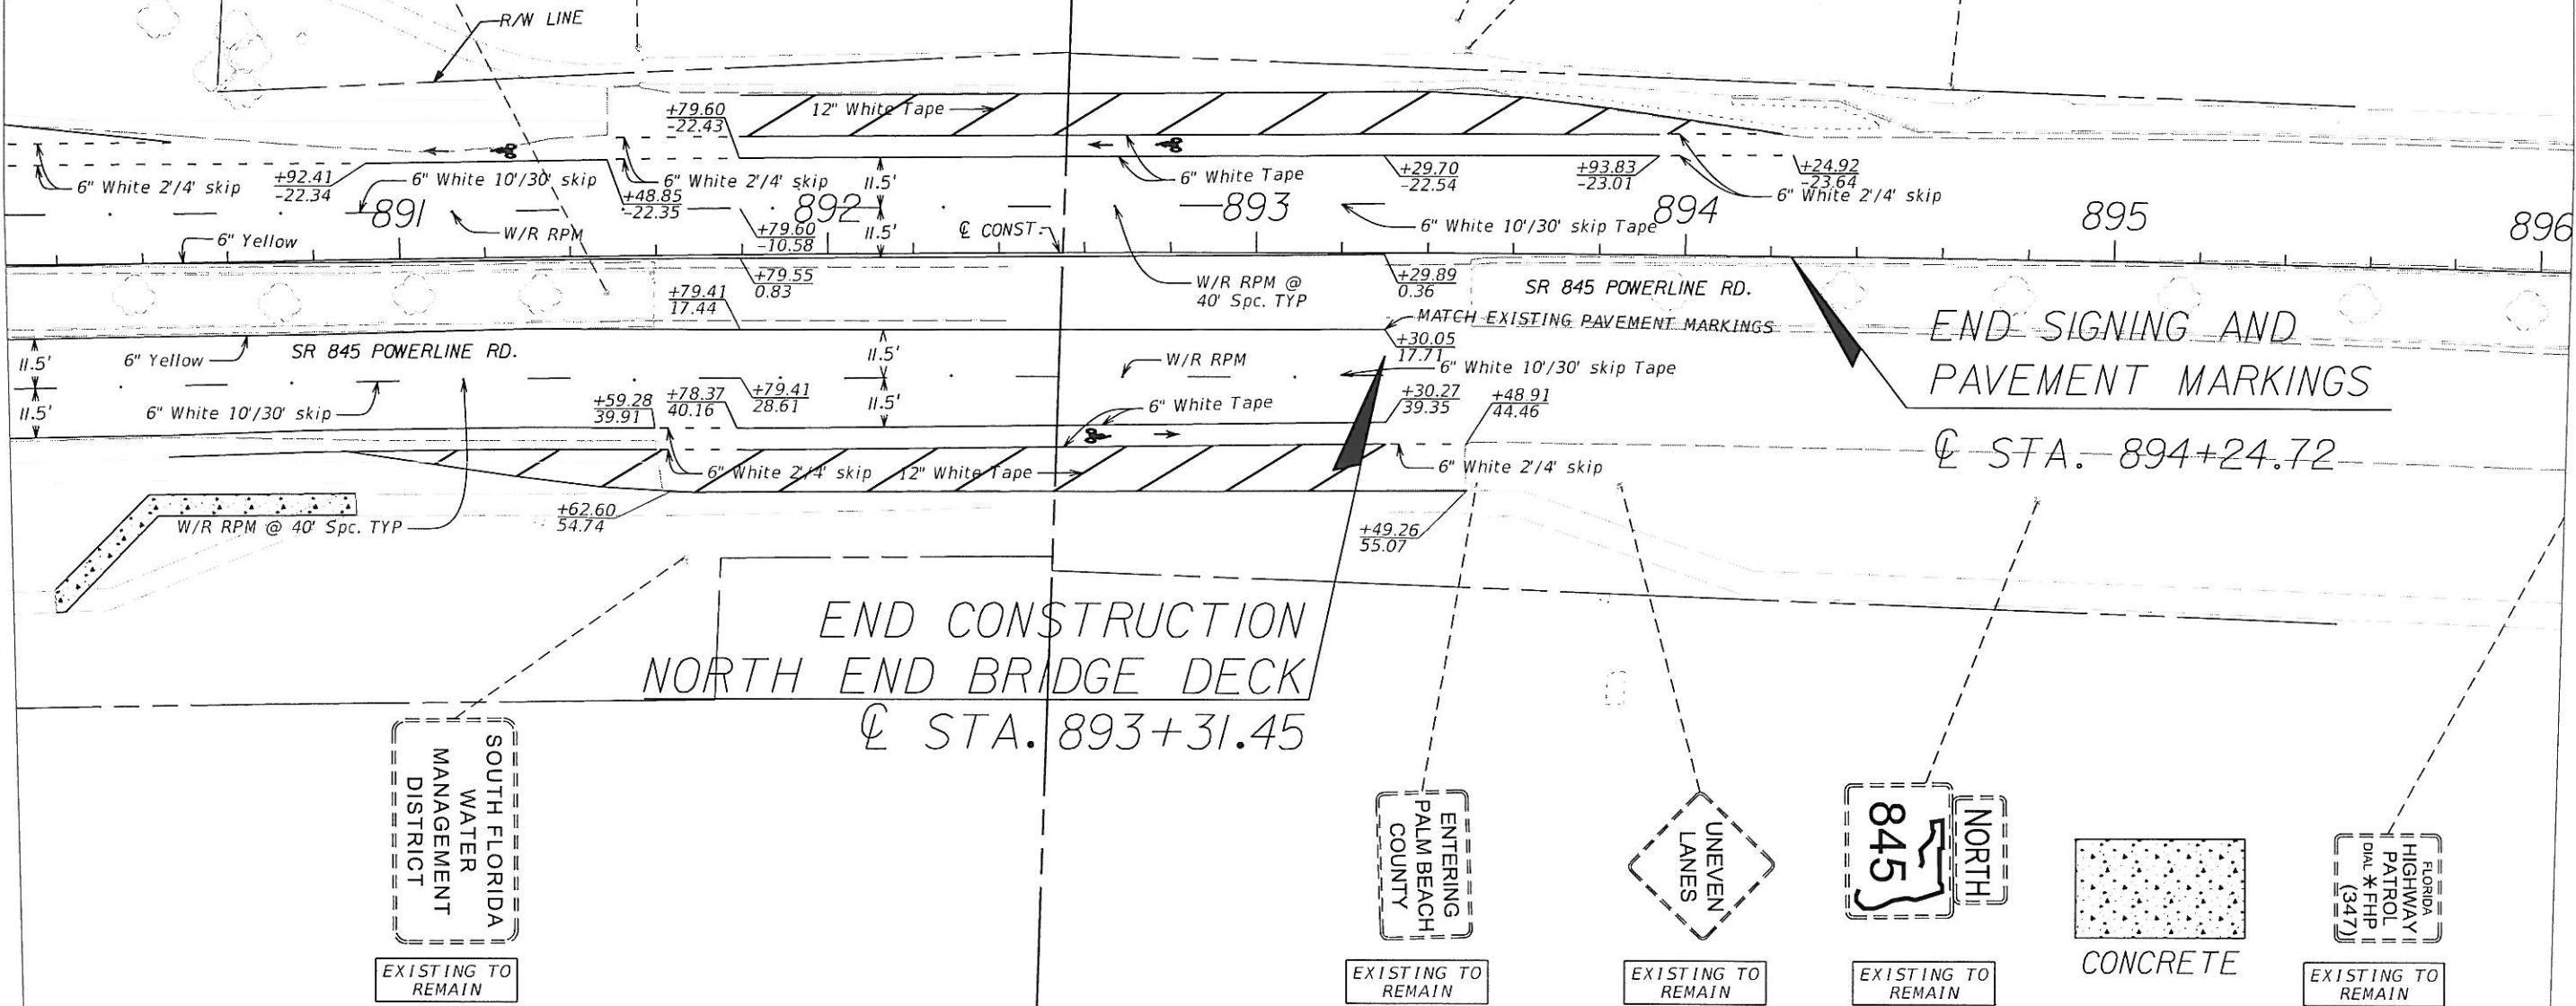 R/W LINE
+79.60
-22.43
12" White Tape
6" White 2'/4' skip
+92.41
-22.34
6" White 10'/30' skip
+48.85
-22.35
6" White 2'/4' skip
11.5'
6" White Tape
+29.70
-22.54
+93.83
-23.01
+24.92
-23.64
6" White 2'/4' skip
891
892
893
894
895
896
W/R RPM
+79.60
-10.58
11.5'
℄ CONST.
6" White 10'/30' skip Tape
6" Yellow
+79.55
0.83
+79.41
17.44
W/R RPM @
40' Spc. TYP
+29.89
0.36
SR 845 POWERLINE RD.
MATCH EXISTING PAVEMENT MARKINGS
+30.05
17.71
END SIGNING AND
PAVEMENT MARKINGS
℄ STA. 894+24.72
11.5'
6" Yellow
SR 845 POWERLINE RD.
11.5'
W/R RPM
6" White 10'/30' skip Tape
11.5'
6" White 10'/30' skip
+59.28
39.91
+78.37
40.16
+79.41
28.61
11.5'
6" White Tape
+30.27
39.35
+48.91
44.46
6" White 2'/4' skip
12" White Tape
6" White 2'/4' skip
W/R RPM @ 40' Spc. TYP
+62.60
54.74
+49.26
55.07
END CONSTRUCTION
NORTH END BRIDGE DECK
℄ STA. 893+31.45
SOUTH FLORIDA
WATER
MANAGEMENT
DISTRICT
EXISTING TO
REMAIN
ENTERING
PALM BEACH
COUNTY
EXISTING TO
REMAIN
UNEVEN
LANES
EXISTING TO
REMAIN
NORTH
845
EXISTING TO
REMAIN
CONCRETE
FLORIDA
HIGHWAY
PATROL
DIAL *FHP
(347)
EXISTING TO
REMAIN